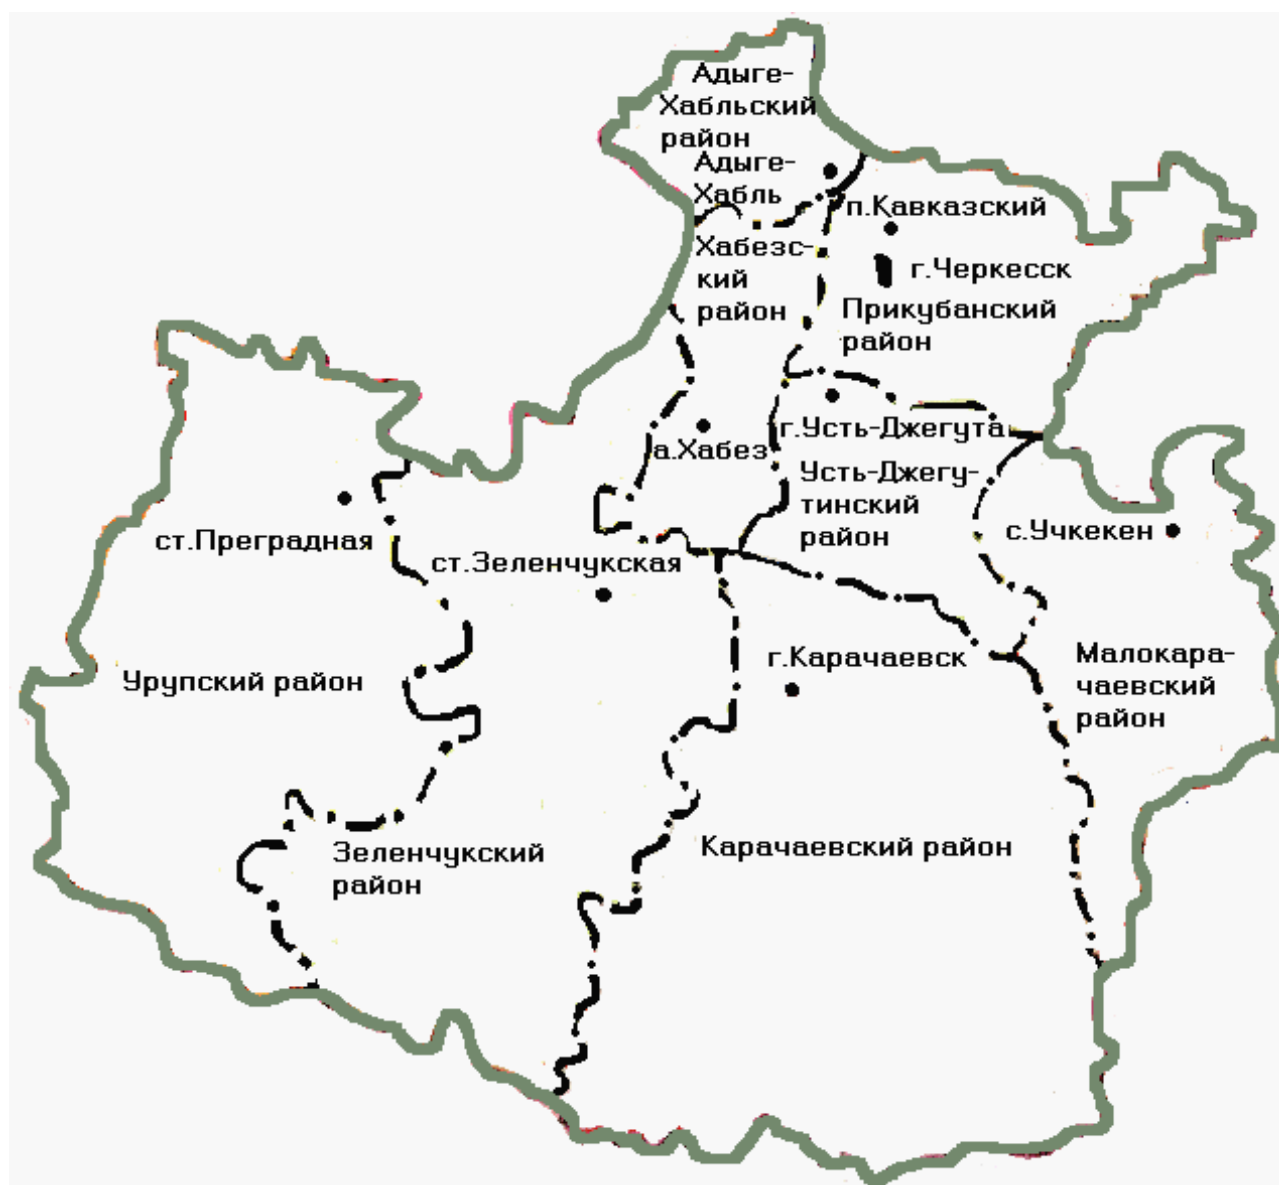 Адыге-
Хабльский
район
Адыге-
Хабль
п.Кавказский
Хабезс-
кий
район
г.Черкесск
Прикубанский
район
г.Усть-Джегута
а.Хабез
Усть-Джегу-
тинский
район
с.Учкекен
ст.Преградная
ст.Зеленчукская
г.Карачаевск
Малокара-
чаевский
район
Урупский район
Зеленчукский
район
Карачаевский район